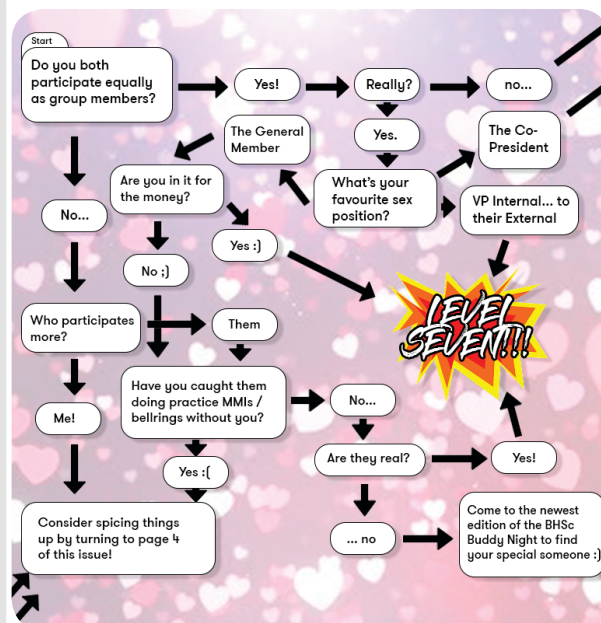 Start
Do you both
participate equally
as group members?
Yes!
Really?
no...
The General
Member
Yes.
The Co-
President
Are you in it for
the money?
What's your
favourite sex
position?
VP Internal... to
their External
No...
Yes :)
No ;)
LEVEL
SEVEN!!!
Who participates
more?
Them
Have you caught them
doing practice MMIs /
bellrings without you?
No...
Me!
Are they real?
Yes!
Yes :(
Consider spicing things
up by turning to page 4
of this issue!
... no
Come to the newest
edition of the BHSc
Buddy Night to find
your special someone :)